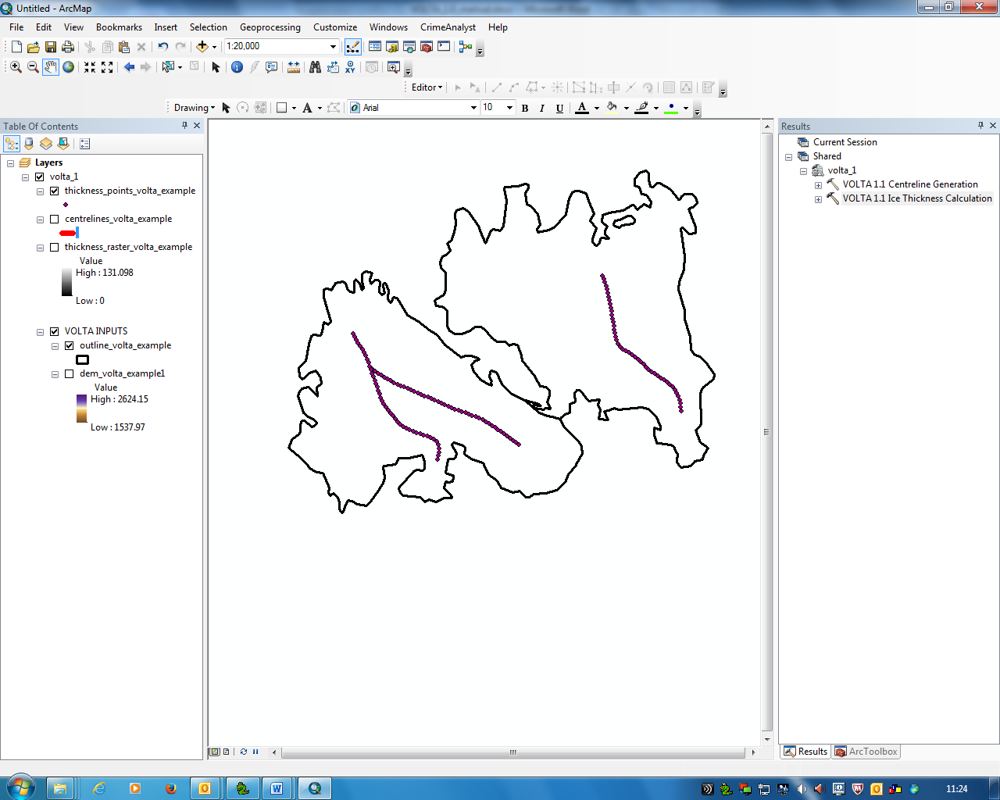 Untitled - ArcMap
File Edit View Bookmarks Insert Selection Geoprocessing Customize Windows CrimeAnalyst Help
1:20,000
Editor
Drawing A Arial 10 B I U A
Table Of Contents
Layers
volta_1
thickness_points_volta_example
centrelines_volta_example
thickness_raster_volta_example
Value
High : 131.098
Low : 0
VOLTA INPUTS
outline_volta_example
dem_volta_example1
Value
High : 2624.15
Low : 1537.97
Results
Current Session
Shared
volta_1
VOLTA 1.1 Centreline Generation
VOLTA 1.1 Ice Thickness Calculation
Results ArcToolbox
11:24